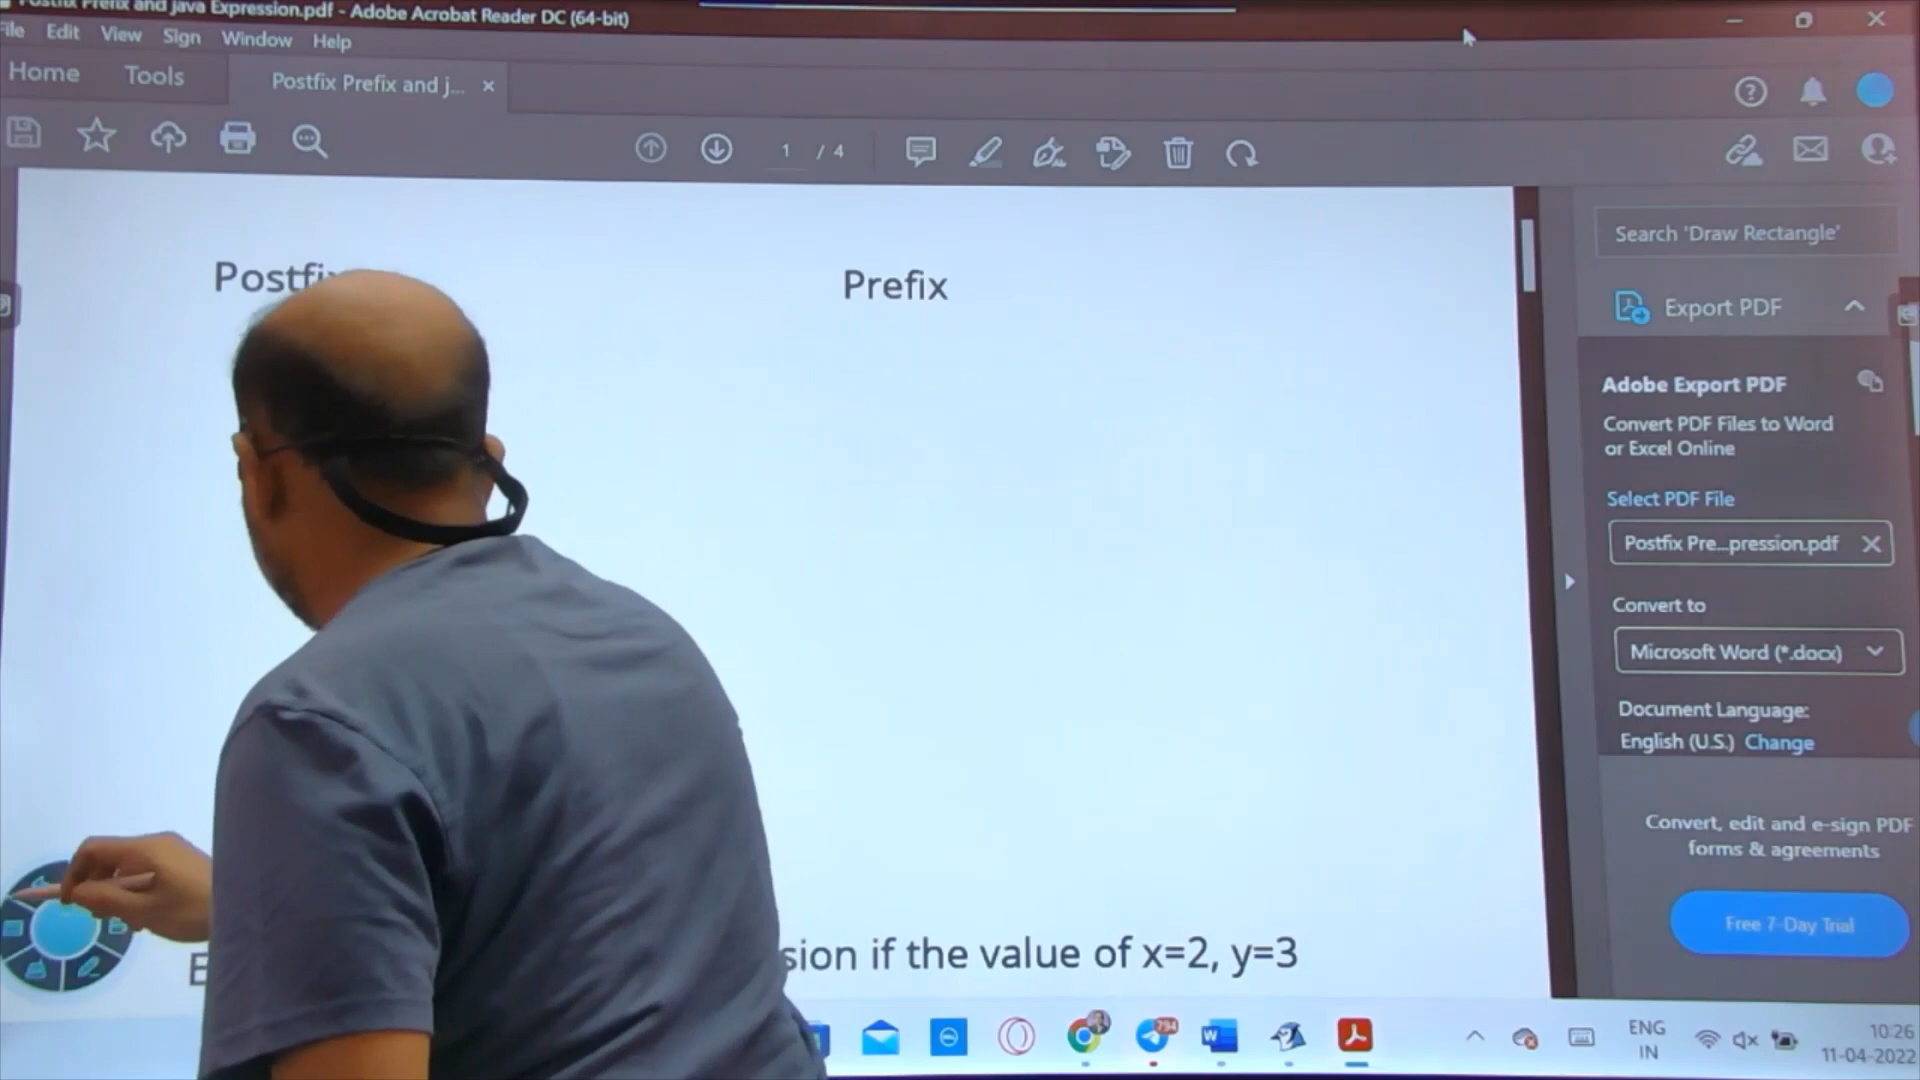 Postfix Prefix and java Expression.pdf - Adobe Acrobat Reader DC (64-bit)
File Edit View Sign Window Help
Home Tools Postfix Prefix and j... ×
1 / 4
Search 'Draw Rectangle'
Postfix Prefix
Export PDF
Adobe Export PDF
Convert PDF Files to Word
or Excel Online
Select PDF File
Postfix Pre...pression.pdf
Convert to
Microsoft Word (*.docx)
Document Language:
English (U.S.) Change
Convert, edit and e-sign PDF
forms & agreements
Free 7-Day Trial
E
sion if the value of x=2, y=3
794
ENG
IN
10:26
11-04-2022